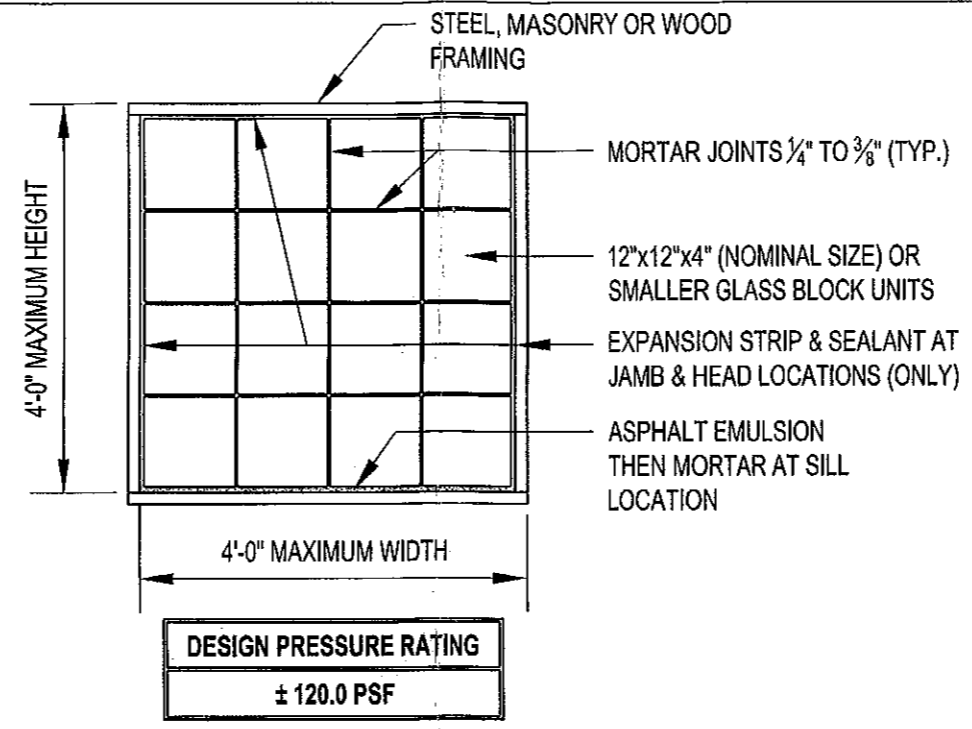 STEEL, MASONRY OR WOOD
FRAMING
MORTAR JOINTS ¼" TO ⅜" (TYP.)
12"x12"x4" (NOMINAL SIZE) OR
SMALLER GLASS BLOCK UNITS
EXPANSION STRIP & SEALANT AT
JAMB & HEAD LOCATIONS (ONLY)
ASPHALT EMULSION
THEN MORTAR AT SILL
LOCATION
4'-0" MAXIMUM HEIGHT
4'-0" MAXIMUM WIDTH
DESIGN PRESSURE RATING
± 120.0 PSF